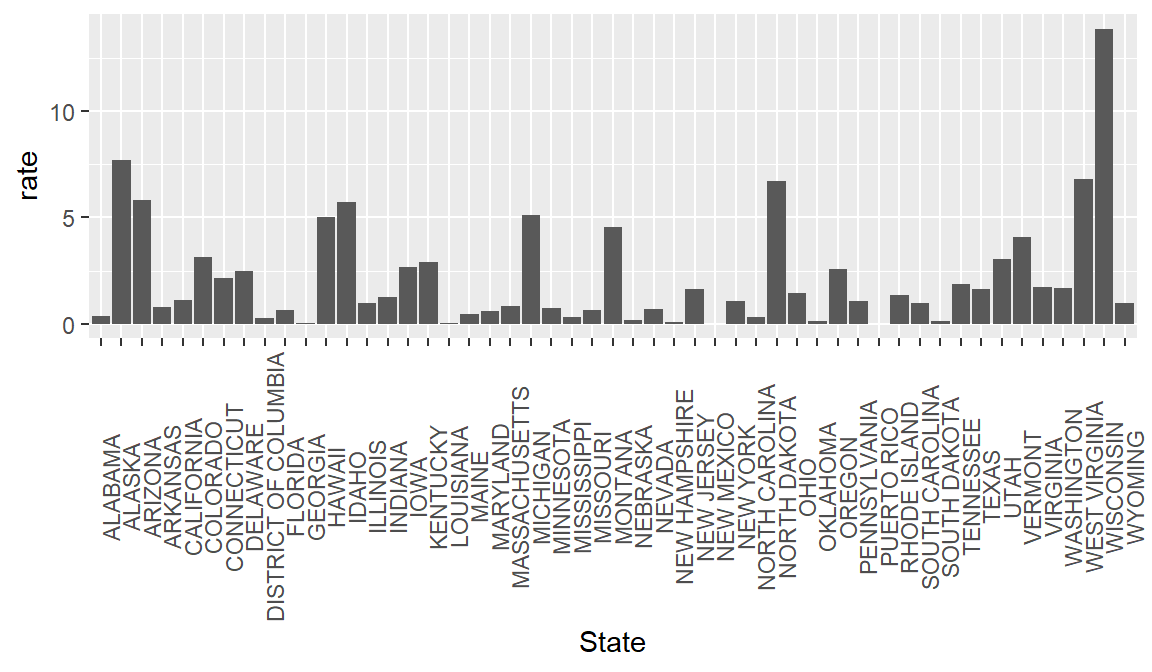 rate
10
5
0
ALABAMA
ALASKA
ARIZONA
ARKANSAS
CALIFORNIA
COLORADO
CONNECTICUT
DELAWARE
DISTRICT OF COLUMBIA
FLORIDA
GEORGIA
HAWAII
IDAHO
ILLINOIS
INDIANA
IOWA
KENTUCKY
LOUISIANA
MAINE
MARYLAND
MASSACHUSETTS
MICHIGAN
MINNESOTA
MISSISSIPPI
MISSOURI
MONTANA
NEBRASKA
NEVADA
NEW HAMPSHIRE
NEW JERSEY
NEW MEXICO
NEW YORK
NORTH CAROLINA
NORTH DAKOTA
OHIO
OKLAHOMA
OREGON
PENNSYLVANIA
PUERTO RICO
RHODE ISLAND
SOUTH CAROLINA
SOUTH DAKOTA
TENNESSEE
TEXAS
UTAH
VERMONT
VIRGINIA
WASHINGTON
WEST VIRGINIA
WISCONSIN
WYOMING
State